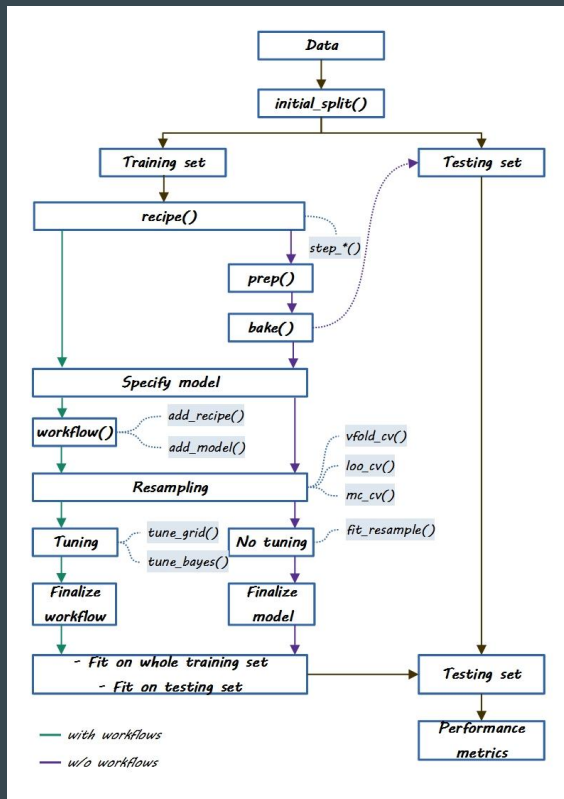 Data
initial_split()
Training set
Testing set
recipe()
step_*()
prep()
bake()
Specify model
workflow()
add_recipe()
add_model()
vfold_cv()
loo_cv()
mc_cv()
Resampling
Tuning
tune_grid()
tune_bayes()
No tuning
fit_resample()
Finalize
workflow
Finalize
model
- Fit on whole training set
- Fit on testing set
Testing set
Performance
metrics
with workflows
w/o workflows